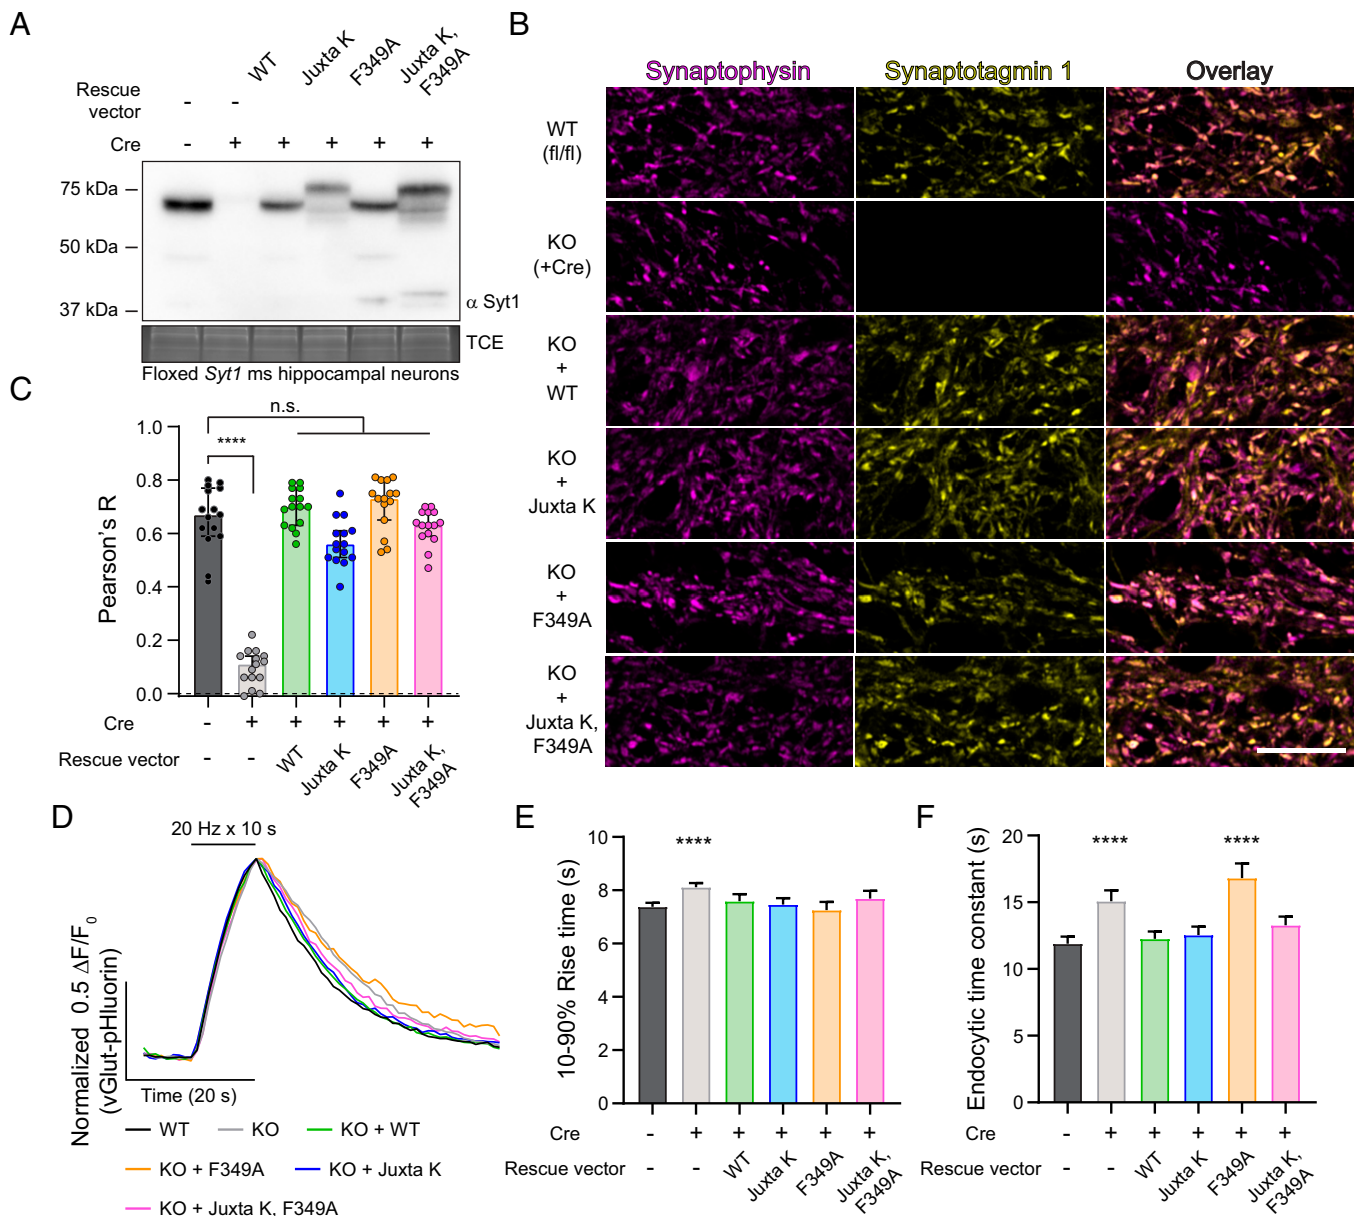 A
WT
Juxta K
F349A
Juxta K,
F349A
Rescue
vector
-
-
Cre
-
+
+
+
+
+
75 kDa
50 kDa
37 kDa
α Syt1
TCE
Floxed Syt1 ms hippocampal neurons
B
Synaptophysin
Synaptotagmin 1
Overlay
WT
(fl/fl)
KO
(+Cre)
KO
+
WT
KO
+
Juxta K
KO
+
F349A
KO
+
Juxta K,
F349A
C
n.s.
****
Pearson's R
1.0
0.8
0.6
0.4
0.2
0.0
Cre
-
+
+
+
+
+
Rescue vector
-
-
WT
Juxta K
F349A
Juxta K,
F349A
D
20 Hz x 10 s
Normalized 0.5 ΔF/F0
(vGlut-pHluorin)
Time (20 s)
WT
KO
KO + WT
KO + F349A
KO + Juxta K
KO + Juxta K, F349A
E
10-90% Rise time (s)
10
8
6
4
2
0
****
Cre
-
+
+
+
+
+
Rescue vector
-
-
WT
Juxta K
F349A
Juxta K,
F349A
F
Endocytic time constant (s)
20
15
10
5
0
****
****
Cre
-
+
+
+
+
+
Rescue vector
-
-
WT
Juxta K
F349A
Juxta K,
F349A